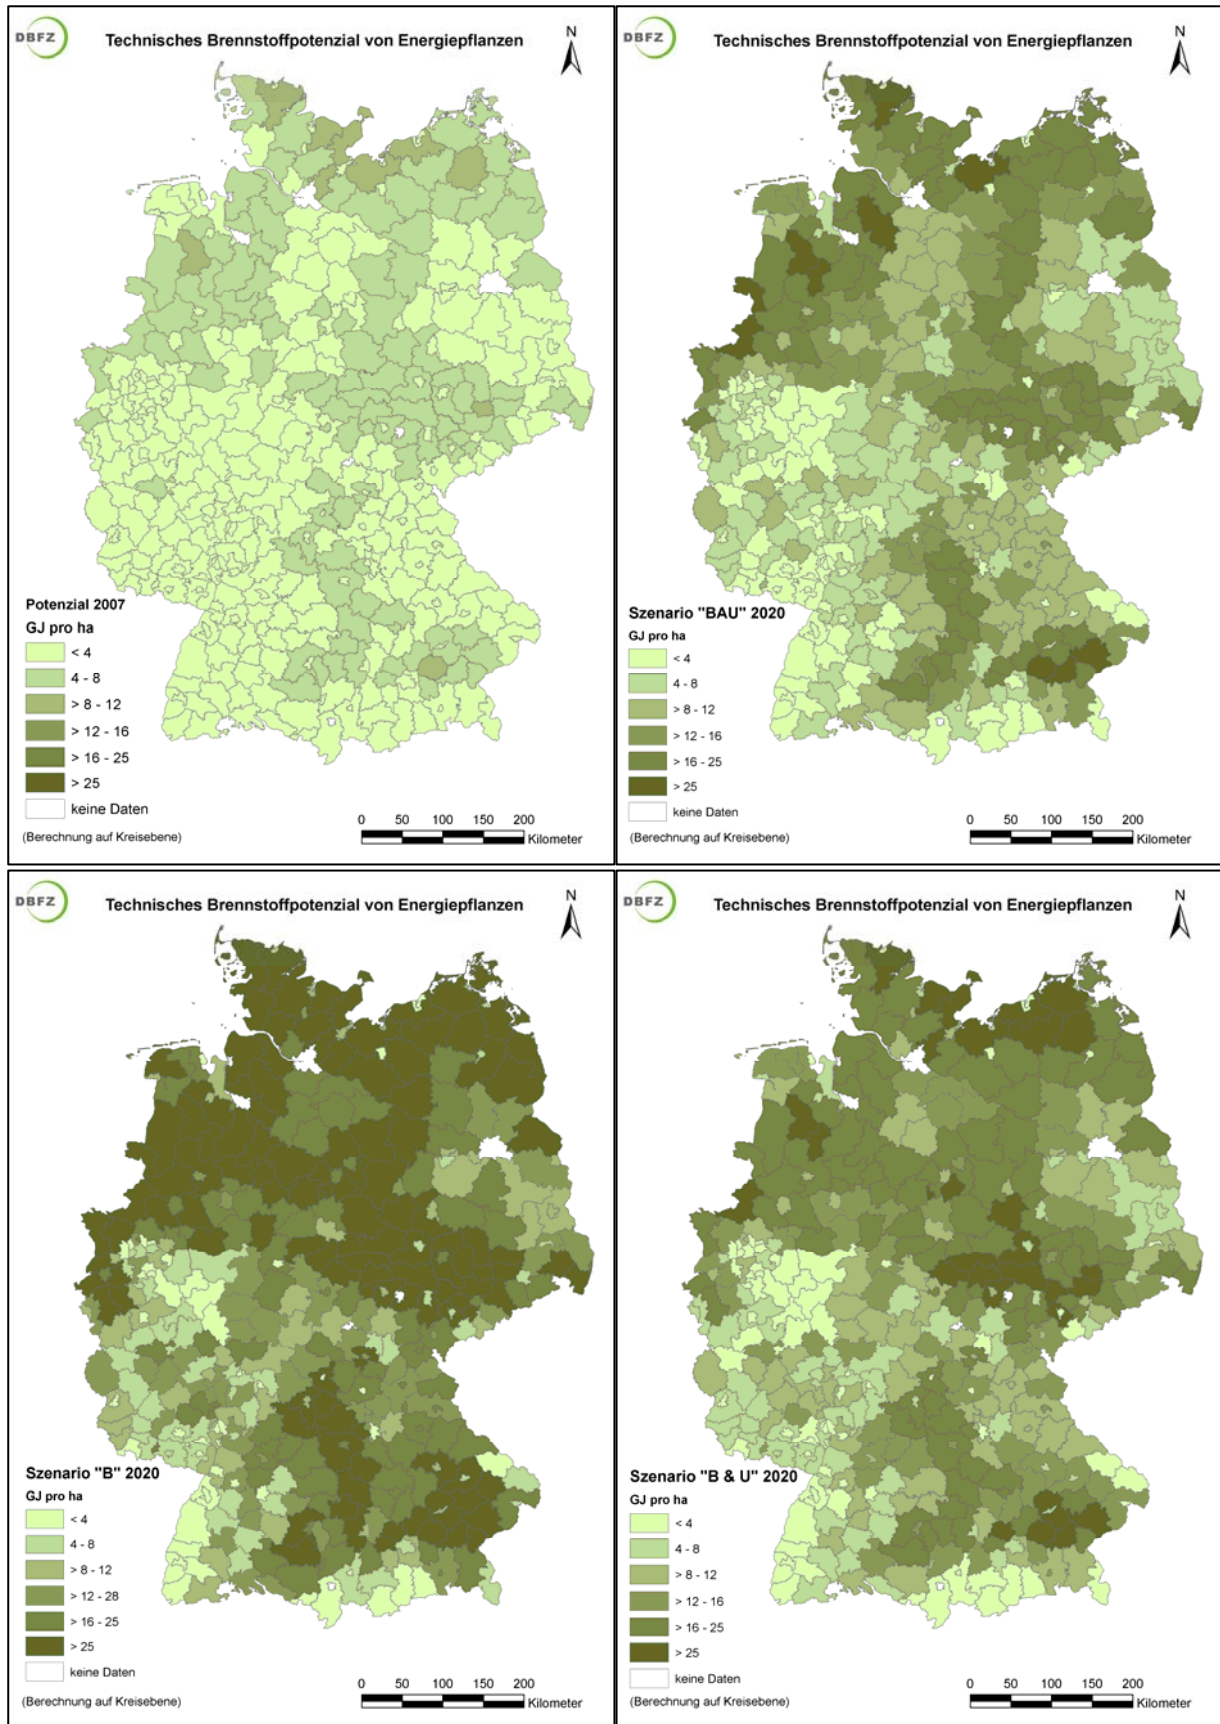 DBFZ
Technisches Brennstoffpotenzial von Energiepflanzen
N
Potenzial 2007
GJ pro ha
< 4
4 - 8
> 8 - 12
> 12 - 16
> 16 - 25
> 25
keine Daten
(Berechnung auf Kreisebene)
0 50 100 150 200
Kilometer
DBFZ
Technisches Brennstoffpotenzial von Energiepflanzen
N
Szenario "BAU" 2020
GJ pro ha
< 4
4 - 8
> 8 - 12
> 12 - 16
> 16 - 25
> 25
keine Daten
(Berechnung auf Kreisebene)
0 50 100 150 200
Kilometer
DBFZ
Technisches Brennstoffpotenzial von Energiepflanzen
N
Szenario "B" 2020
GJ pro ha
< 4
4 - 8
> 8 - 12
> 12 - 28
> 16 - 25
> 25
keine Daten
(Berechnung auf Kreisebene)
0 50 100 150 200
Kilometer
DBFZ
Technisches Brennstoffpotenzial von Energiepflanzen
N
Szenario "B & U" 2020
GJ pro ha
< 4
4 - 8
> 8 - 12
> 12 - 16
> 16 - 25
> 25
keine Daten
(Berechnung auf Kreisebene)
0 50 100 150 200
Kilometer